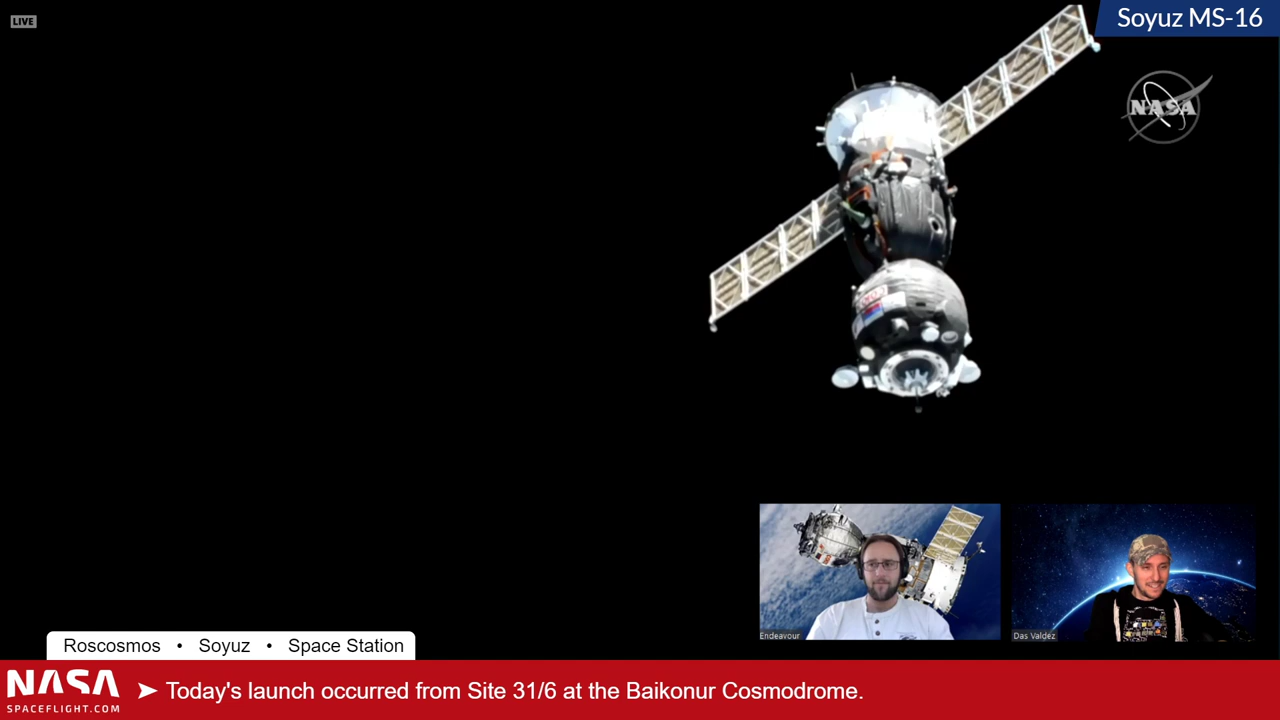 LIVE
Soyuz MS-16
NASA
Endeavour
Das Valdez
Roscosmos • Soyuz • Space Station
NASA
SPACEFLIGHT.COM
➤ Today's launch occurred from Site 31/6 at the Baikonur Cosmodrome.